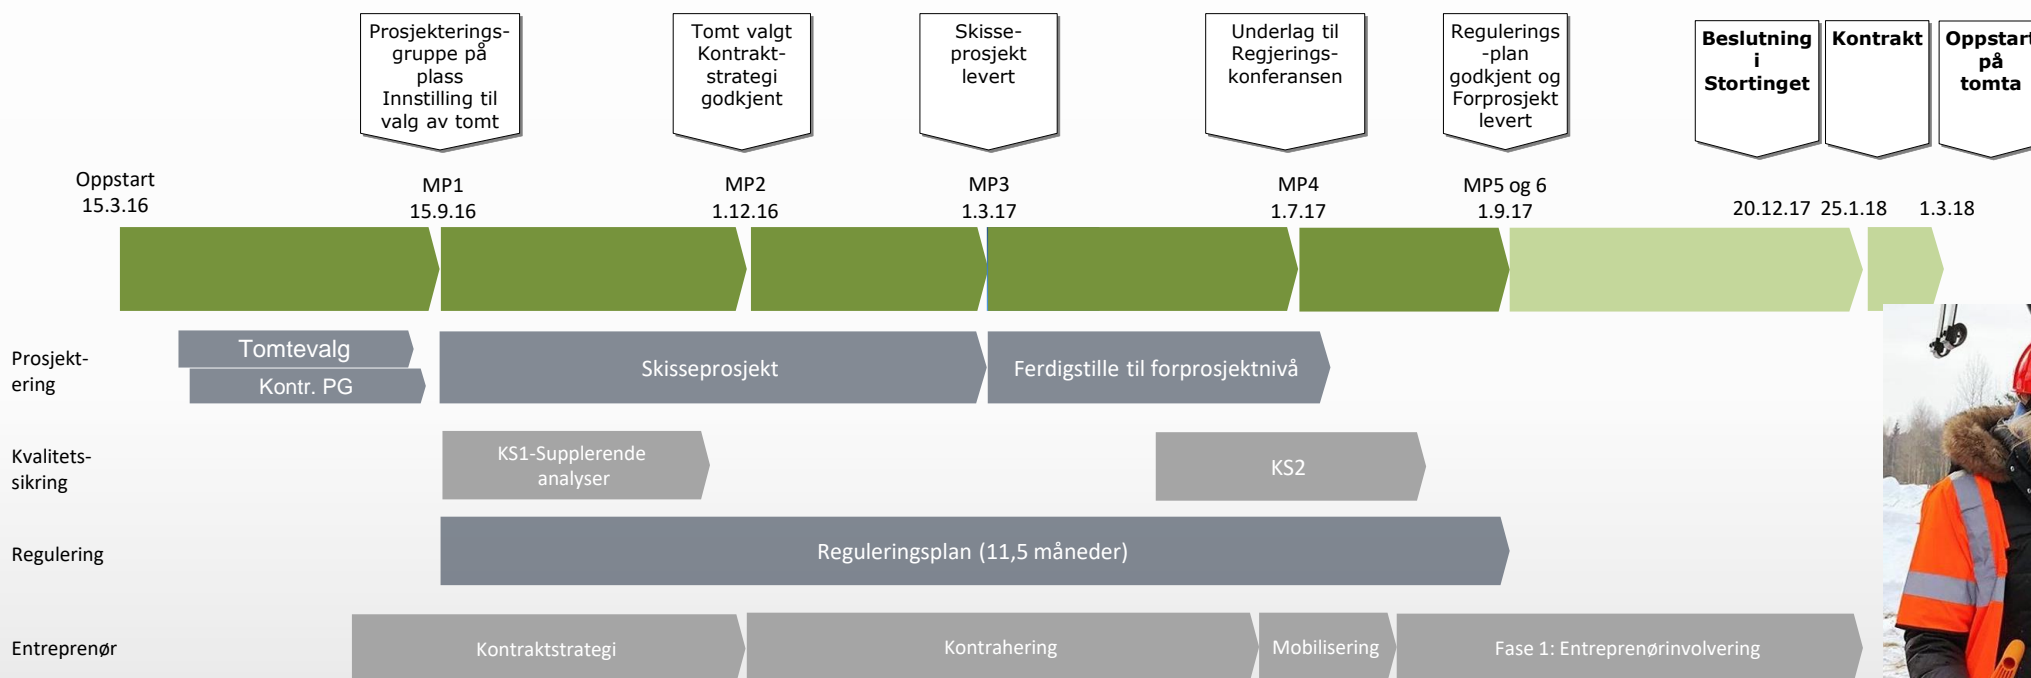 Prosjekterings-
gruppe på
plass
Innstilling til
valg av tomt
Tomt valgt
Kontrakt-
strategi
godkjent
Skisse-
prosjekt
levert
Underlag til
Regjerings-
konferansen
Regulerings
-plan
godkjent og
Forprosjekt
levert
Beslutning
i
Stortinget
Kontrakt
Oppstart
på
tomta
Oppstart
15.3.16
MP1
15.9.16
MP2
1.12.16
MP3
1.3.17
MP4
1.7.17
MP5 og 6
1.9.17
20.12.17
25.1.18
1.3.18
Prosjekt-
ering
Tomtevalg
Kontr. PG
Skisseprosjekt
Ferdigstille til forprosjektnivå
Kvalitets-
sikring
KS1-Supplerende
analyser
KS2
Regulering
Reguleringsplan (11,5 måneder)
Entreprenør
Kontraktstrategi
Kontrahering
Mobilisering
Fase 1: Entreprenørinvolvering